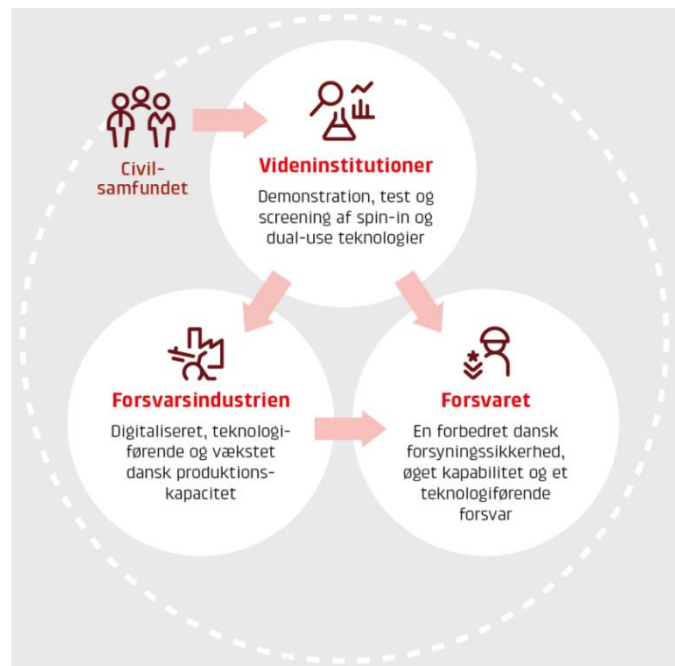 Civil-
samfundet
Videninstitutioner
Demonstration, test og
screening af spin-in og
dual-use teknologier
Forsvarsindustrien
Digitaliseret, teknologi-
førende og vækstet
dansk produktions-
kapacitet
Forsvaret
En forbedret dansk
forsyningssikkerhed,
øget kapabilitet og et
teknologiførende
forsvar